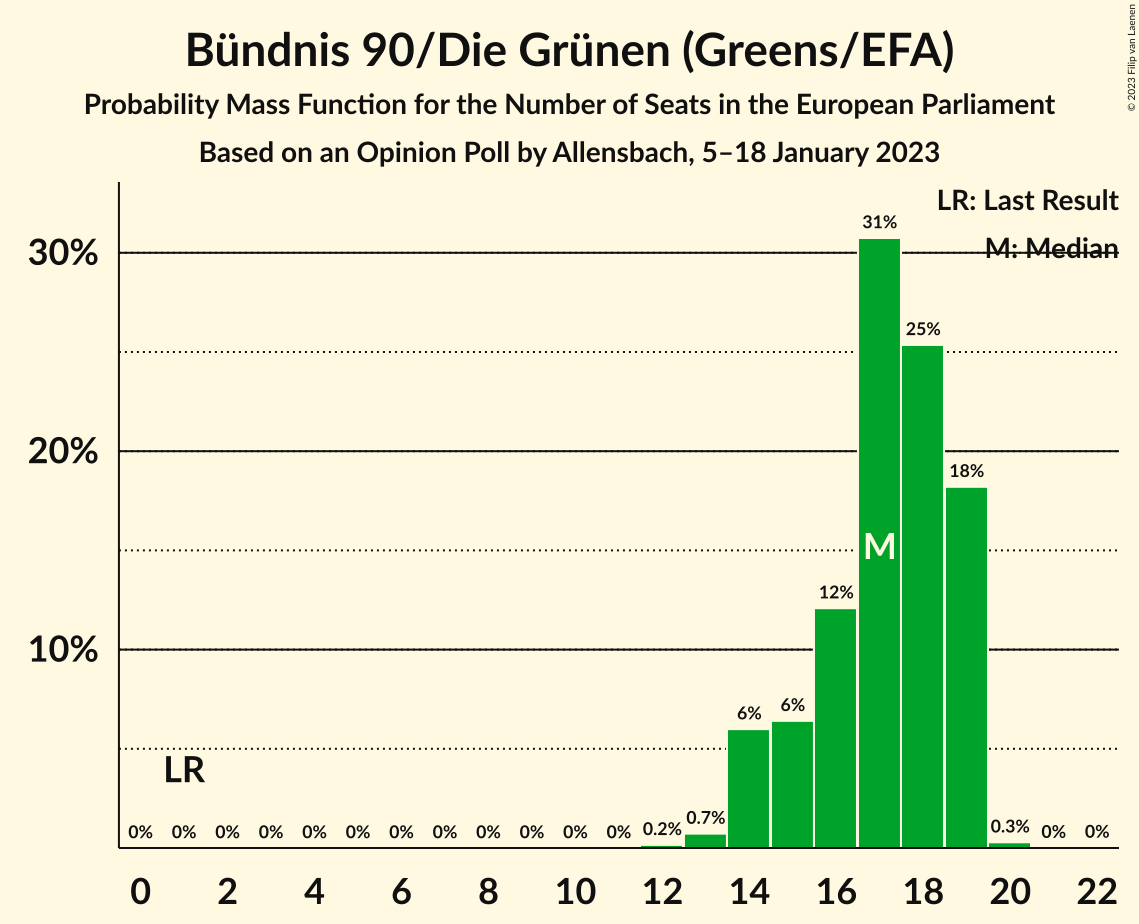 Bündnis 90/Die Grünen (Greens/EFA)
Probability Mass Function for the Number of Seats in the European Parliament
Based on an Opinion Poll by Allensbach, 5–18 January 2023
© 2023 Filip van Laenen
LR: Last Result
M: Median
30%
20%
10%
31%
25%
18%
M
12%
6% 6%
LR
0% 0% 0% 0% 0% 0% 0% 0% 0% 0% 0% 0% 0.2% 0.7% 0.3% 0% 0%
0 2 4 6 8 10 12 14 16 18 20 22